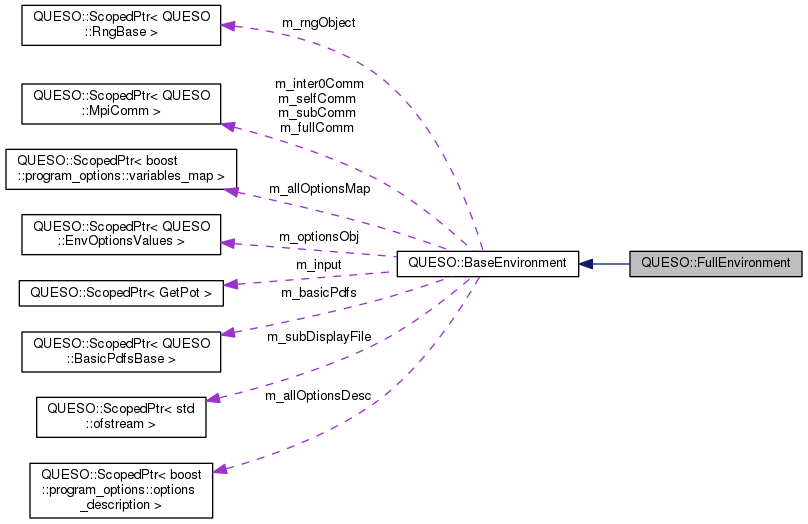 QUESO::ScopedPtr< QUESO
::RngBase >
m_rngObject
QUESO::ScopedPtr< QUESO
::MpiComm >
m_inter0Comm
m_selfComm
m_subComm
m_fullComm
QUESO::ScopedPtr< boost
::program_options::variables_map >
m_allOptionsMap
QUESO::ScopedPtr< QUESO
::EnvOptionsValues >
m_optionsObj
QUESO::ScopedPtr< GetPot >
m_input
QUESO::ScopedPtr< QUESO
::BasicPdfsBase >
m_basicPdfs
QUESO::ScopedPtr< std
::ofstream >
m_subDisplayFile
QUESO::ScopedPtr< boost
::program_options::options
_description >
m_allOptionsDesc
QUESO::BaseEnvironment
QUESO::FullEnvironment